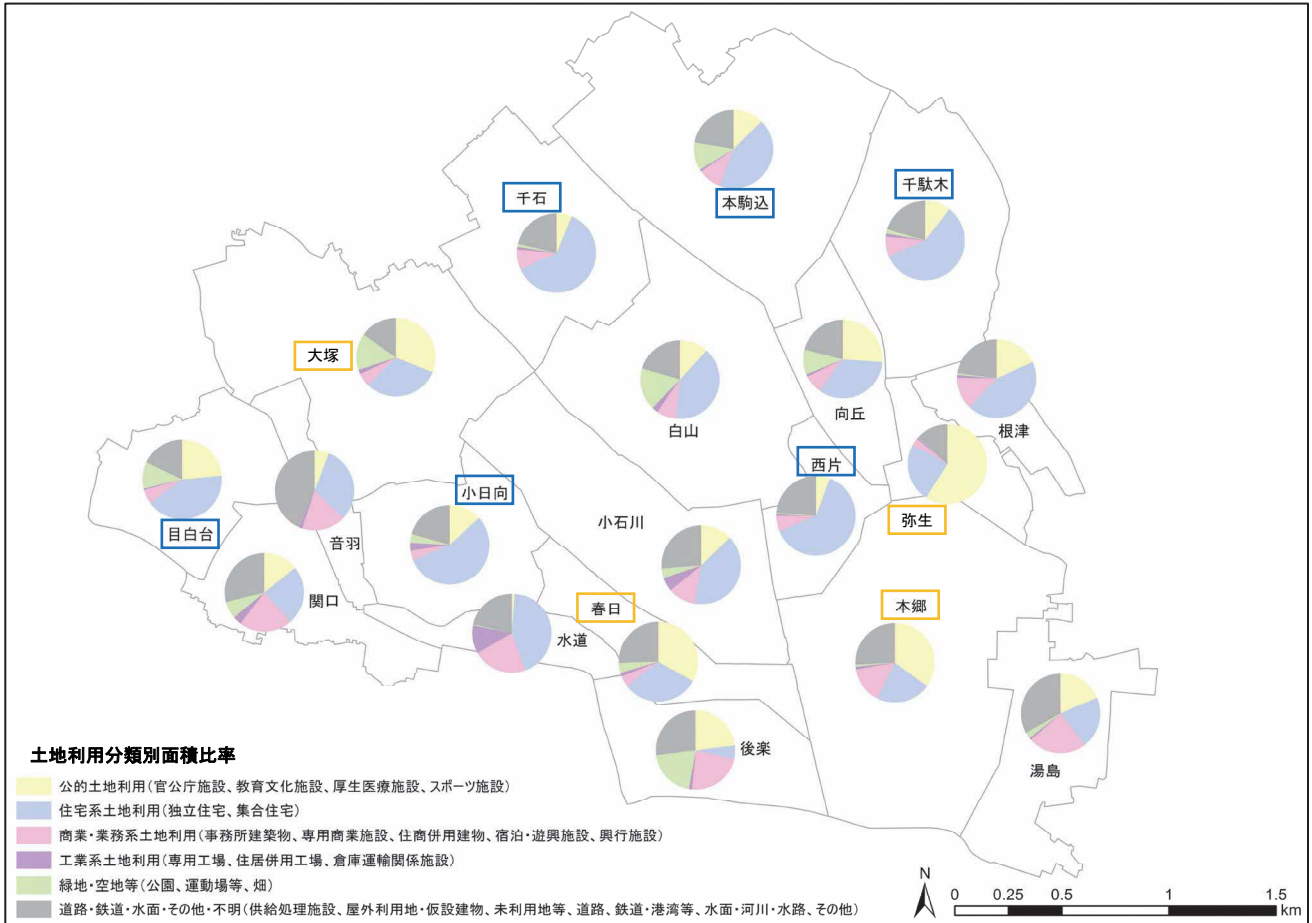 千石
本駒込
千駄木
大塚
白山
向丘
根津
西片
弥生
目白台
音羽
小日向
小石川
関口
水道
春日
本郷
後楽
湯島
土地利用分類別面積比率
公的土地利用(官公庁施設、教育文化施設、厚生医療施設、スポーツ施設)
住宅系土地利用(独立住宅、集合住宅)
商業・業務系土地利用(事務所建築物、専用商業施設、住商併用建物、宿泊・遊興施設、興行施設)
工業系土地利用(専用工場、住居併用工場、倉庫運輸関係施設)
緑地・空地等(公園、運動場等、畑)
道路・鉄道・水面・その他・不明(供給処理施設、屋外利用地・仮設建物、未利用地等、道路、鉄道・港湾等、水面・河川・水路、その他)
N
0 0.25 0.5 1 1.5
km